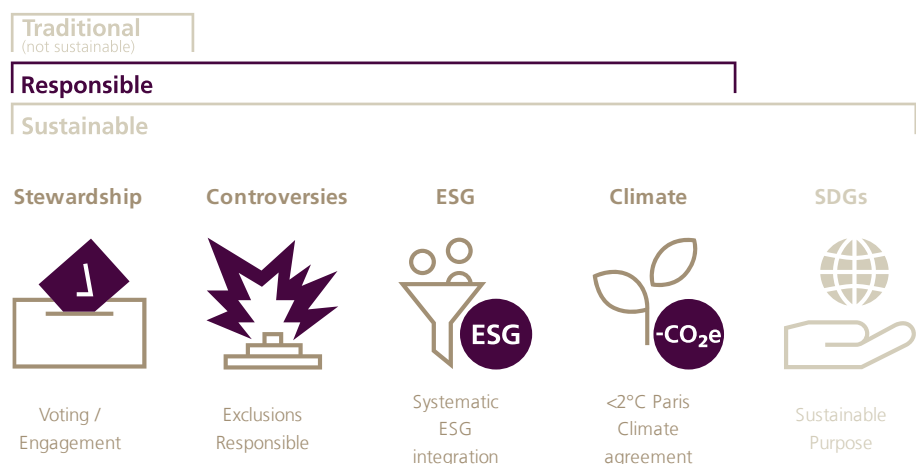 Traditional
(not sustainable)
Responsible
Sustainable
Stewardship
Controversies
ESG
Climate
SDGs
ESG
-CO₂e
Voting /
Engagement
Exclusions
Responsible
Systematic
ESG
integration
<2°C Paris
Climate
agreement
Sustainable
Purpose